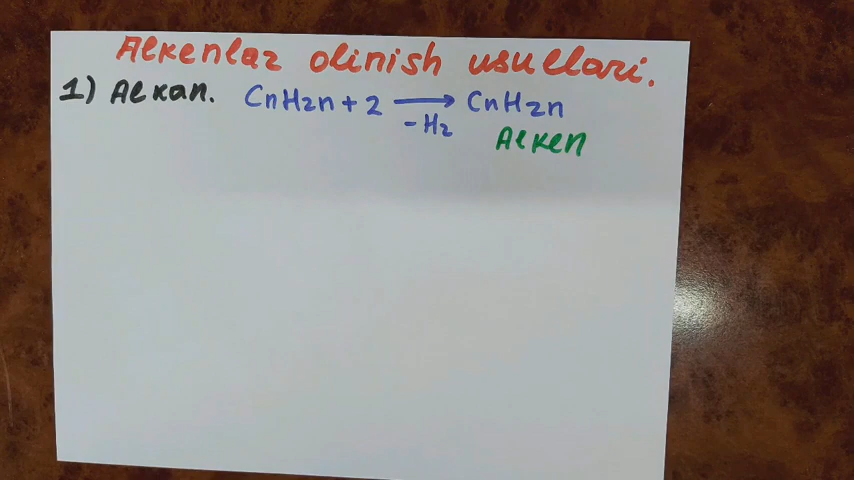 Alkenlar olinish usullari.
1) Alkan. CnH2n+2 → CnH2n
-H2
Alken